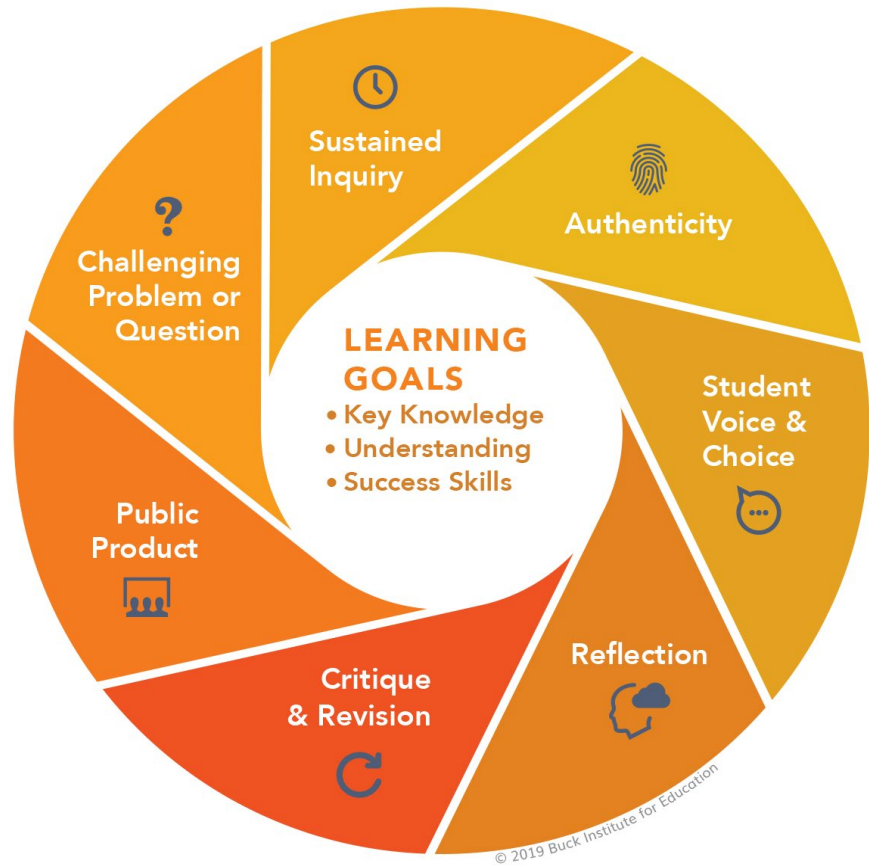 Sustained
Inquiry
Authenticity
Student
Voice &
Choice
Reflection
Critique
& Revision
Public
Product
?
Challenging
Problem or
Question
LEARNING
GOALS
• Key Knowledge
• Understanding
• Success Skills
© 2019 Buck Institute for Education